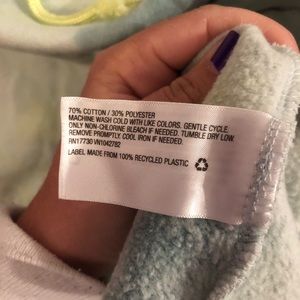 70% COTTON / 30% POLYESTER
MACHINE WASH COLD WITH LIKE COLORS. GENTLE CYCLE.
ONLY NON-CHLORINE BLEACH IF NEEDED. TUMBLE DRY LOW.
REMOVE PROMPTLY. COOL IRON IF NEEDED.
RN17730 VN1042782
LABEL MADE FROM 100% RECYCLED PLASTIC